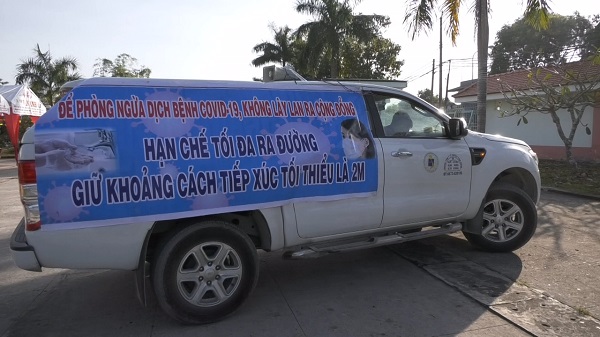 ĐỂ PHÒNG NGỪA DỊCH BỆNH COVID-19, KHÔNG LÂY LAN RA CỘNG ĐỒNG
HẠN CHẾ TỐI ĐA RA ĐƯỜNG
GIỮ KHOẢNG CÁCH TIẾP XÚC TỐI THIỂU LÀ 2M